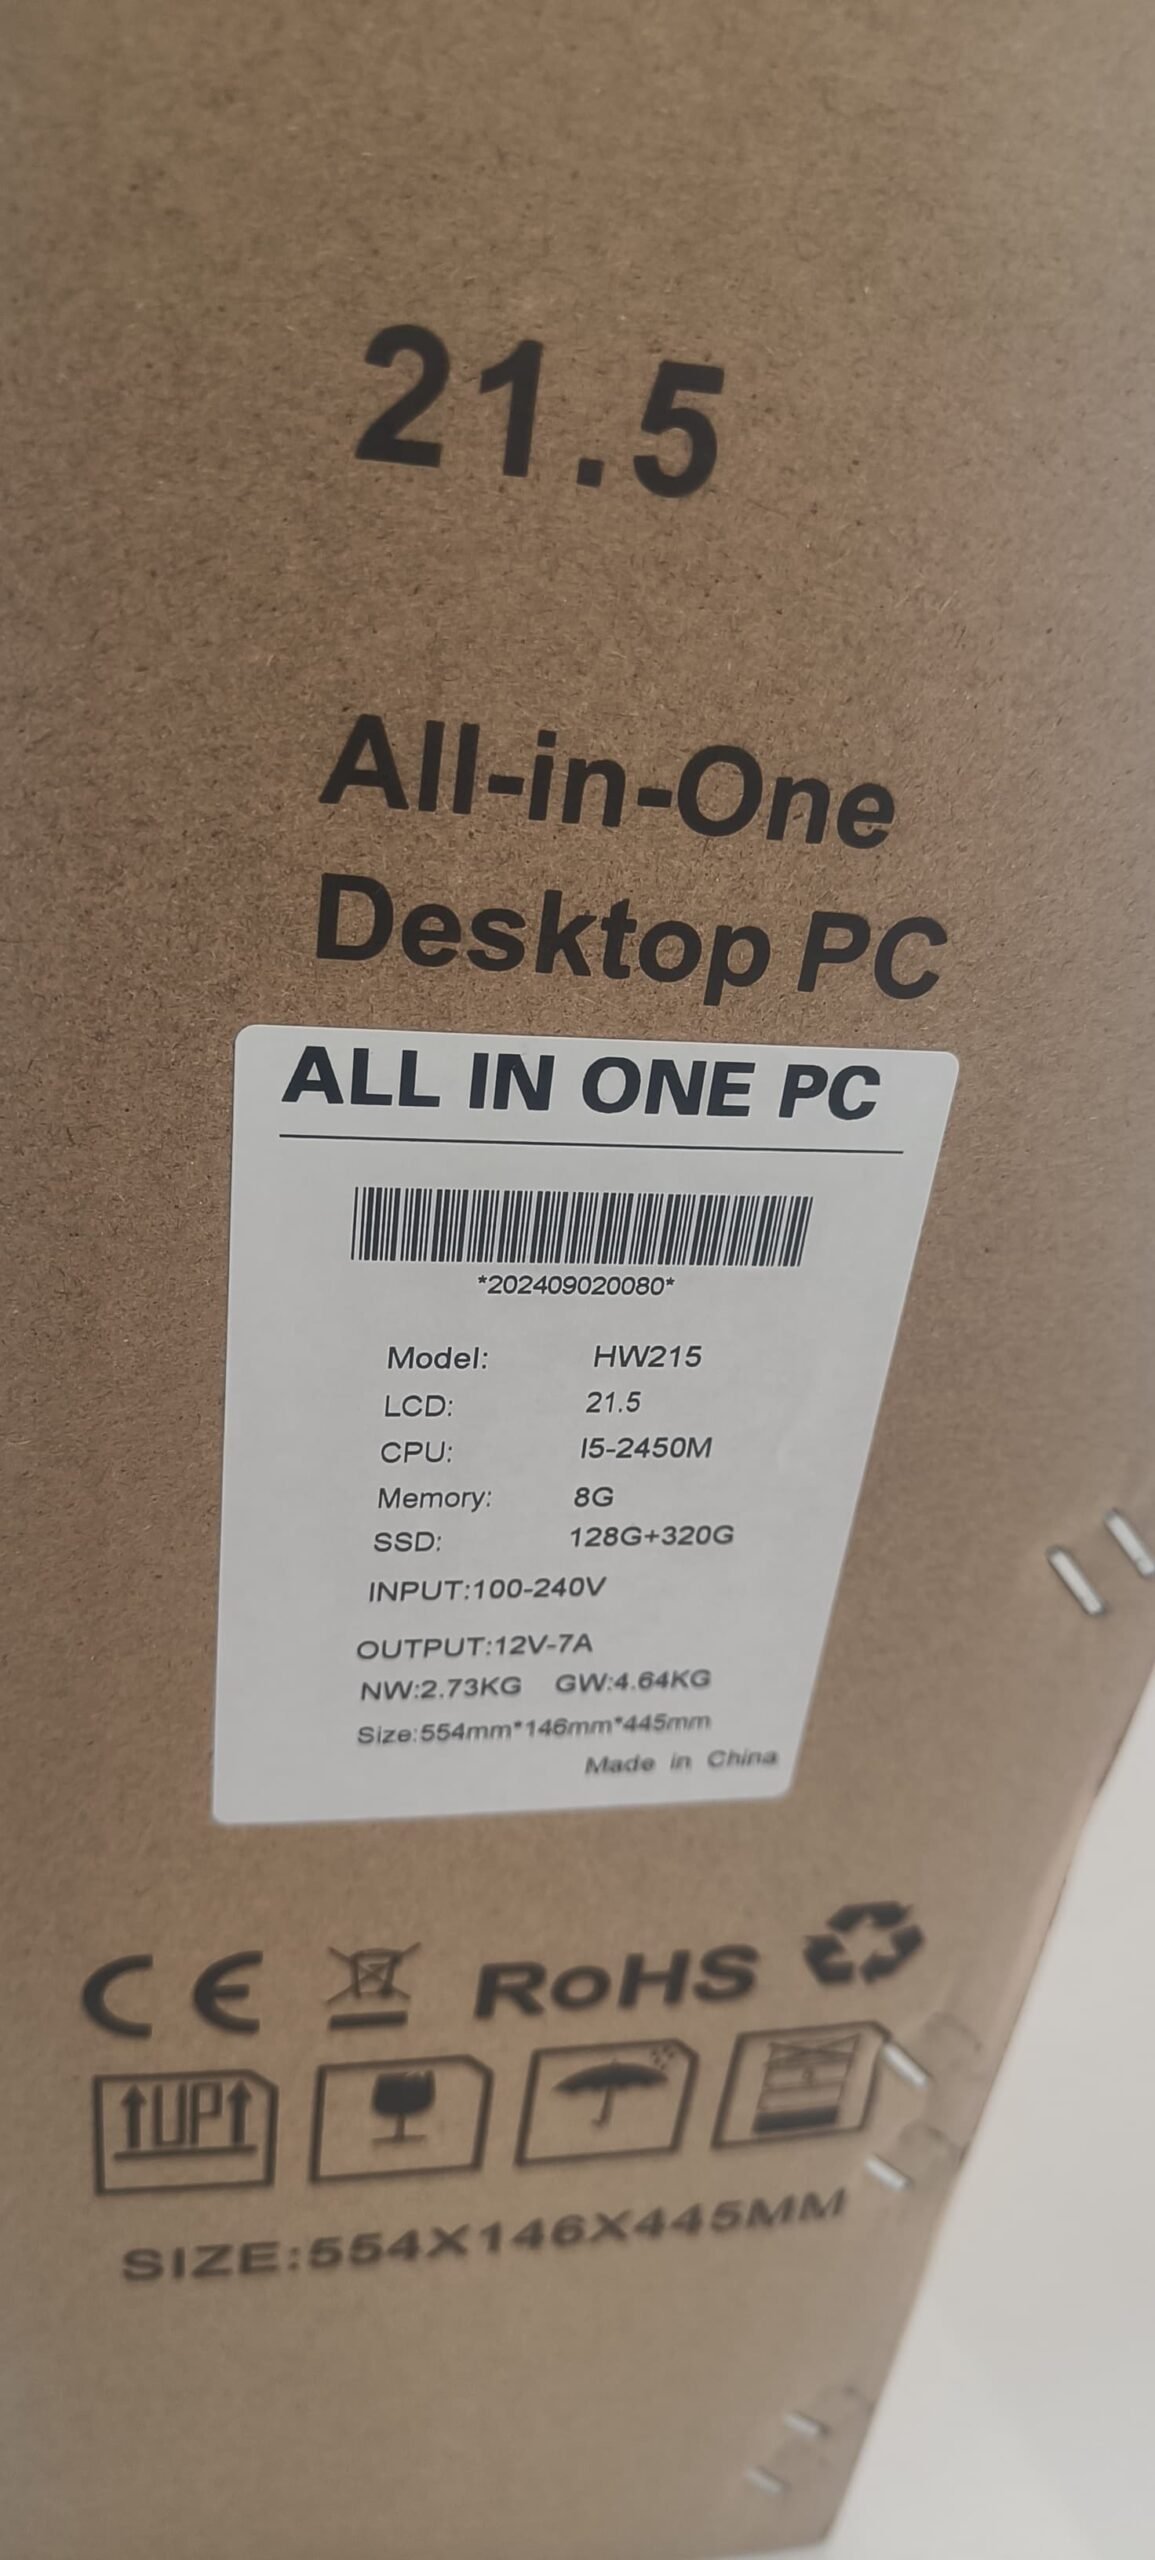 21.5
All-in-One
Desktop PC
ALL IN ONE PC
*202409020080*
Model: HW215
LCD: 21.5
CPU: I5-2450M
Memory: 8G
SSD: 128G+320G
INPUT:100-240V
OUTPUT:12V-7A
NW:2.73KG GW:4.64KG
Size:554mm*146mm*445mm
Made in China
CE RoHS
UP
SIZE:554X146X445MM